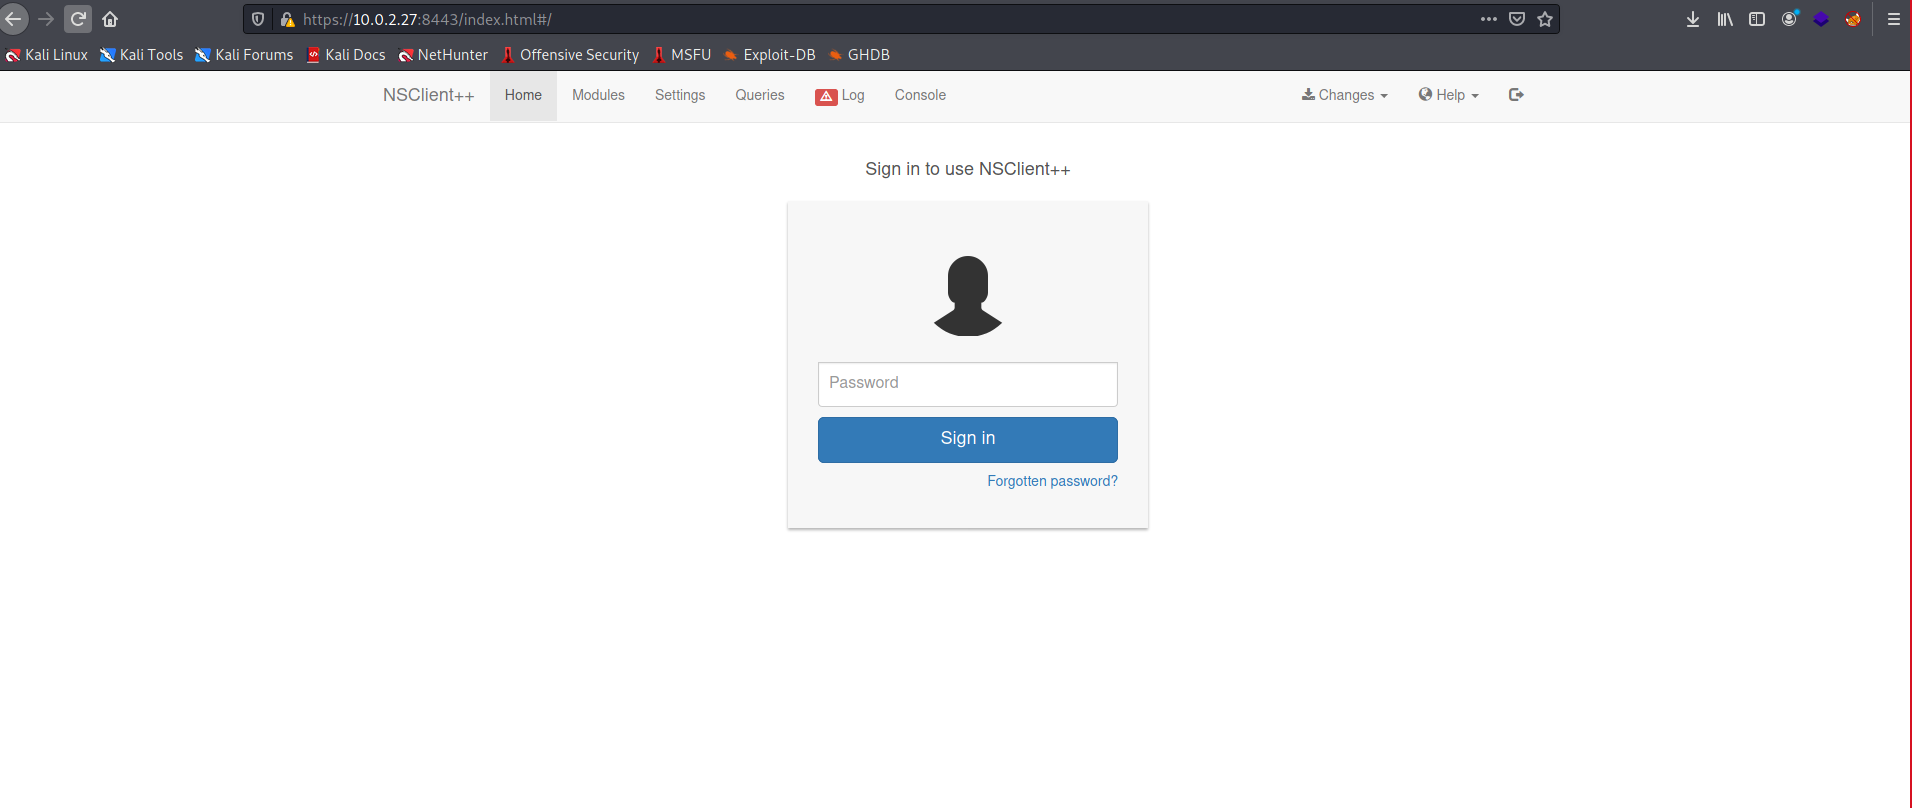 https://10.0.2.27:8443/index.html#/
Kali Linux Kali Tools Kali Forums Kali Docs NetHunter Offensive Security MSFU Exploit-DB GHDB
NSClient++ Home Modules Settings Queries Log Console Changes Help
Sign in to use NSClient++
Password
Sign in
Forgotten password?